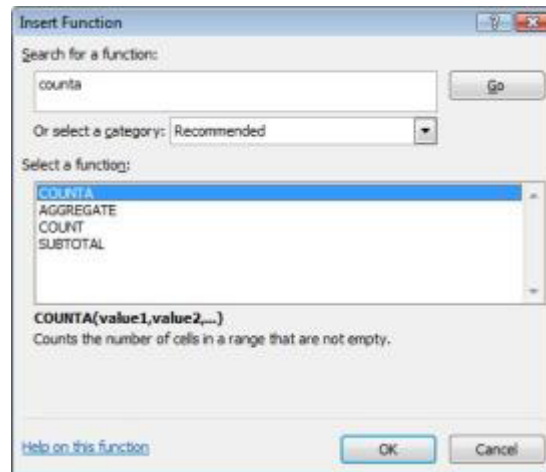 Insert Function
Search for a function:
counta
Go
Or select a category: Recommended
Select a function:
COUNTA
AGGREGATE
COUNT
SUBTOTAL
COUNTA(value1,value2,...)
Counts the number of cells in a range that are not empty.
Help on this function
OK Cancel